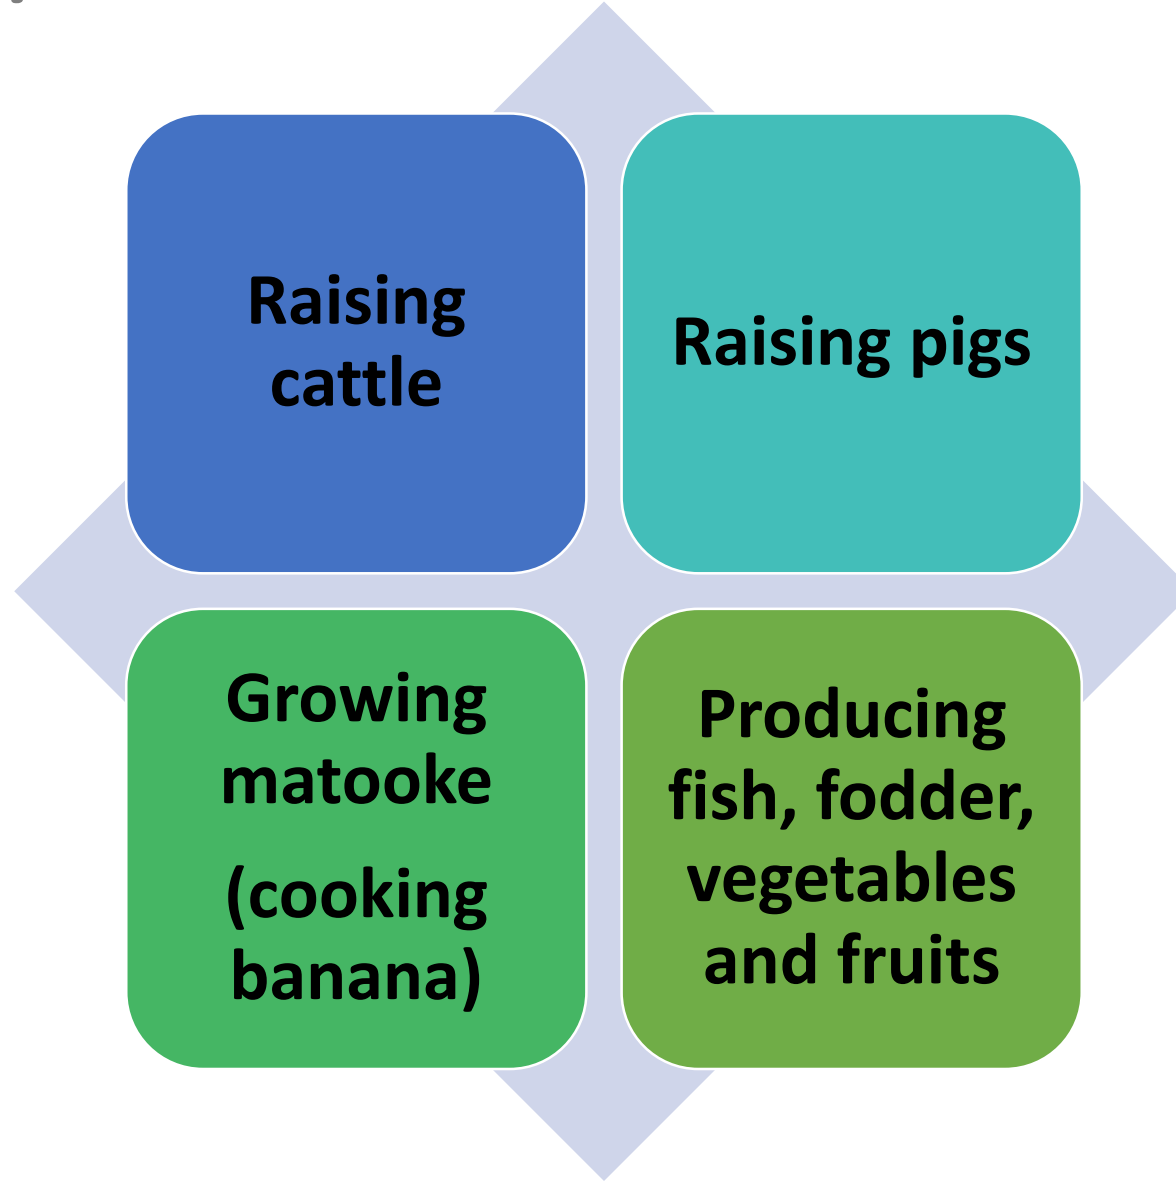 Raising
cattle
Raising pigs
Growing
matooke
(cooking
banana)
Producing
fish, fodder,
vegetables
and fruits